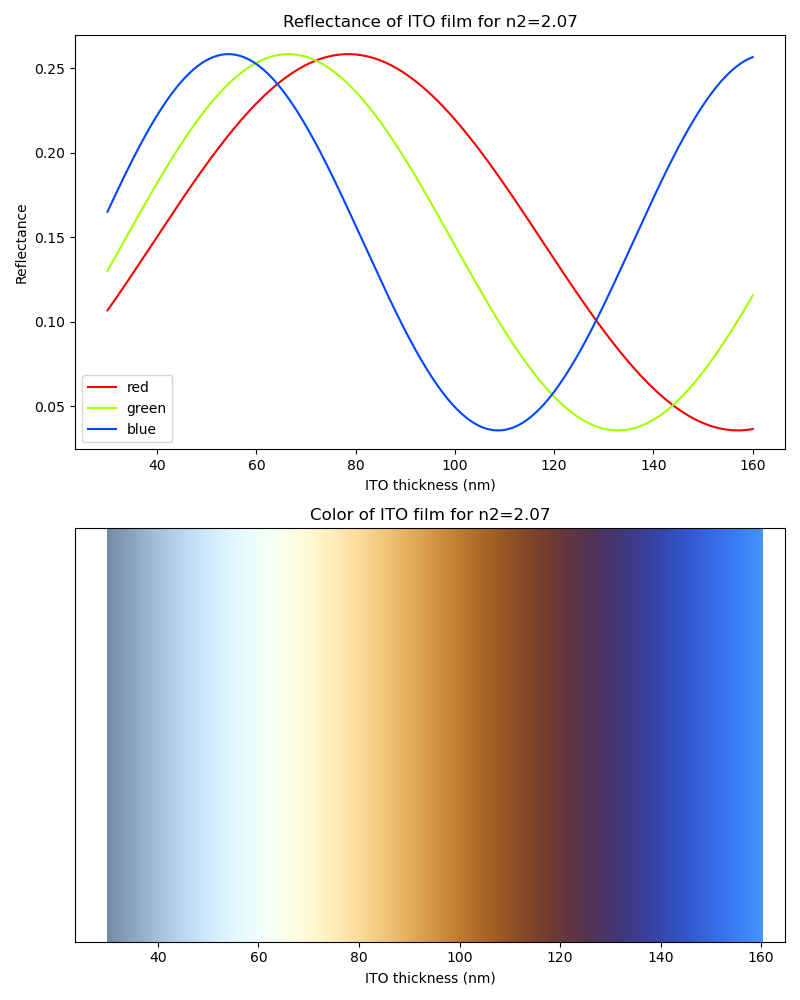 Reflectance of ITO film for n2=2.07
Reflectance
0.25
0.20
0.15
0.10
0.05
red
green
blue
40 60 80 100 120 140 160
ITO thickness (nm)
Color of ITO film for n2=2.07
40 60 80 100 120 140 160
ITO thickness (nm)